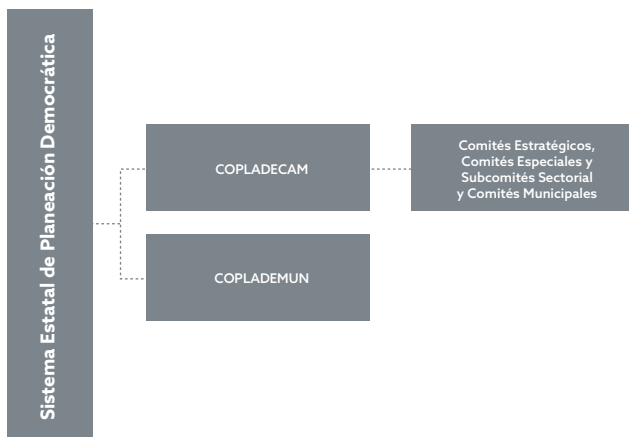 Sistema Estatal de Planeación Democrática
COPLADECAM
Comités Estratégicos,
Comités Especiales y
Subcomités Sectorial
y Comités Municipales
COPLADEMUN